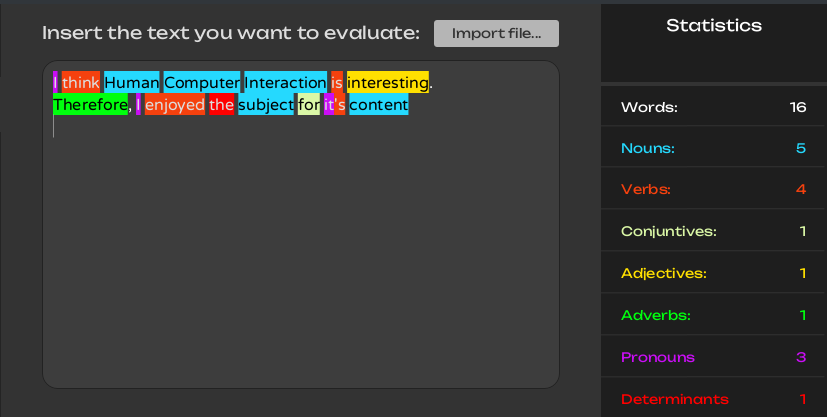 Insert the text you want to evaluate:
Import file...
I think Human Computer Interaction is interesting.
Therefore, I enjoyed the subject for it's content
Statistics
Words: 16
Nouns: 5
Verbs: 4
Conjuntives: 1
Adjectives: 1
Adverbs: 1
Pronouns 3
Determinants 1